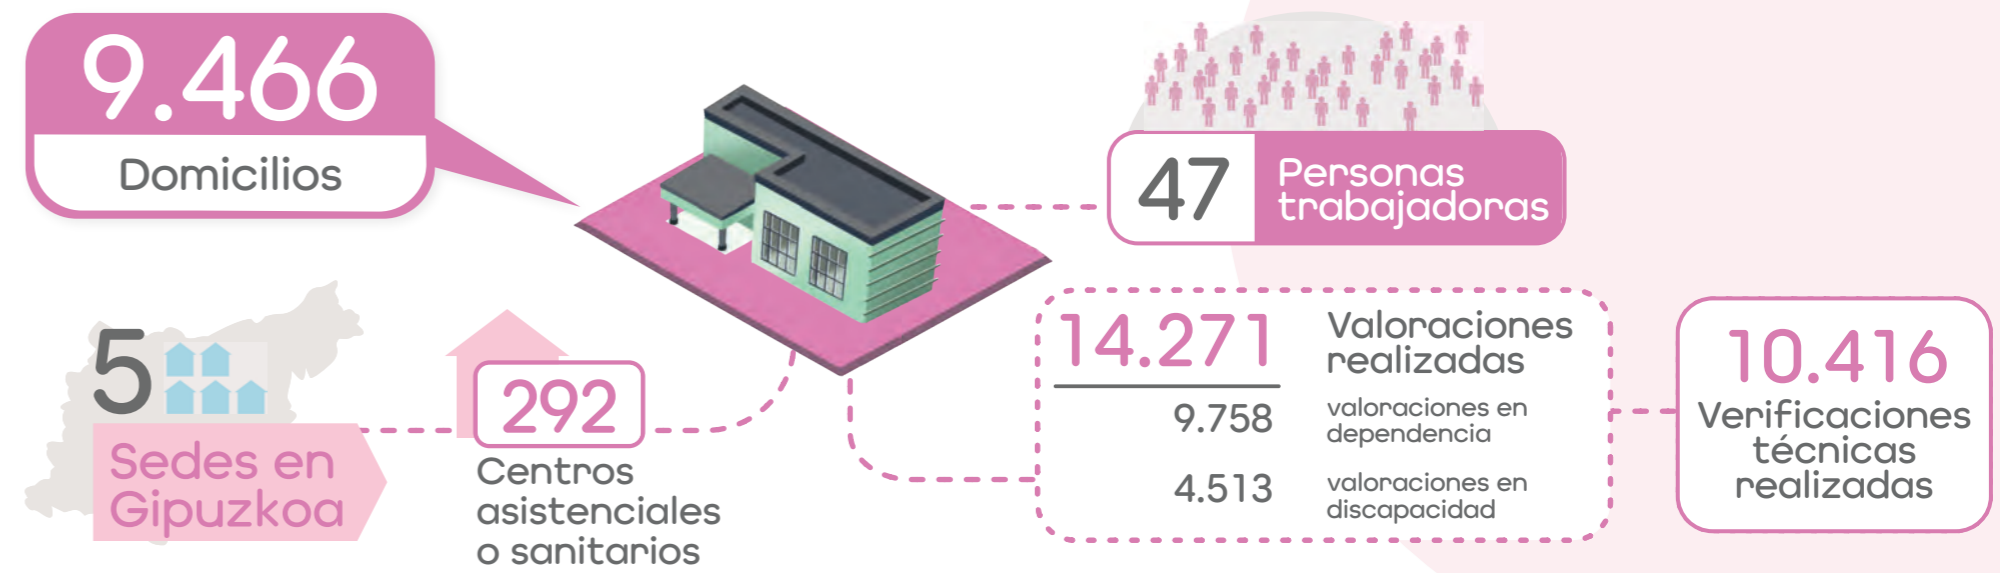 9.466
Domicilios
47
Personas
trabajadoras
5
Sedes en
Gipuzkoa
292
Centros
asistenciales
o sanitarios
14.271
Valoraciones
realizadas
9.758
valoraciones en
dependencia
4.513
valoraciones en
discapacidad
10.416
Verificaciones
técnicas
realizadas